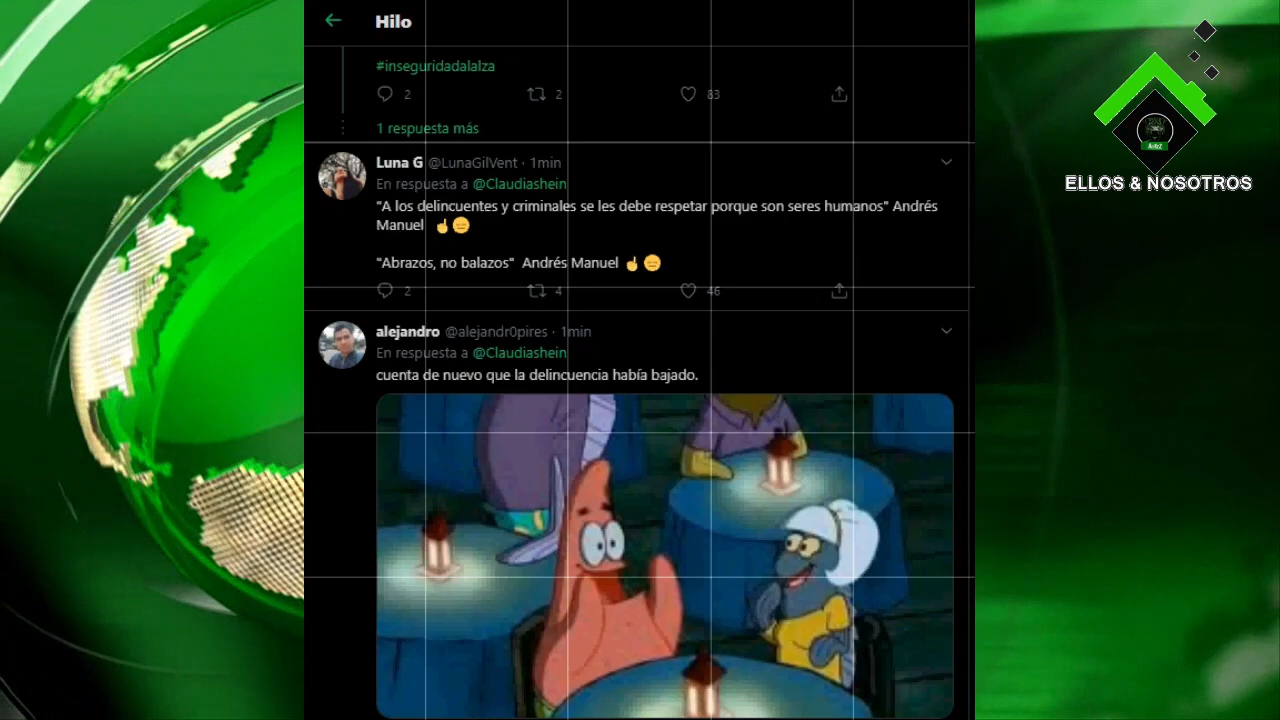 Hilo
#inseguridadalalza
2 2 83
1 respuesta más
Luna G @LunaGilVent · 1min
En respuesta a @Claudiashein
"A los delincuentes y criminales se les debe respetar porque son seres humanos" Andrés
Manuel ☝😑
"Abrazos, no balazos" Andrés Manuel ☝😑
2 4 46
alejandro @alejandr0pires · 1min
En respuesta a @Claudiashein
cuenta de nuevo que la delincuencia había bajado.
ELLOS & NOSOTROS